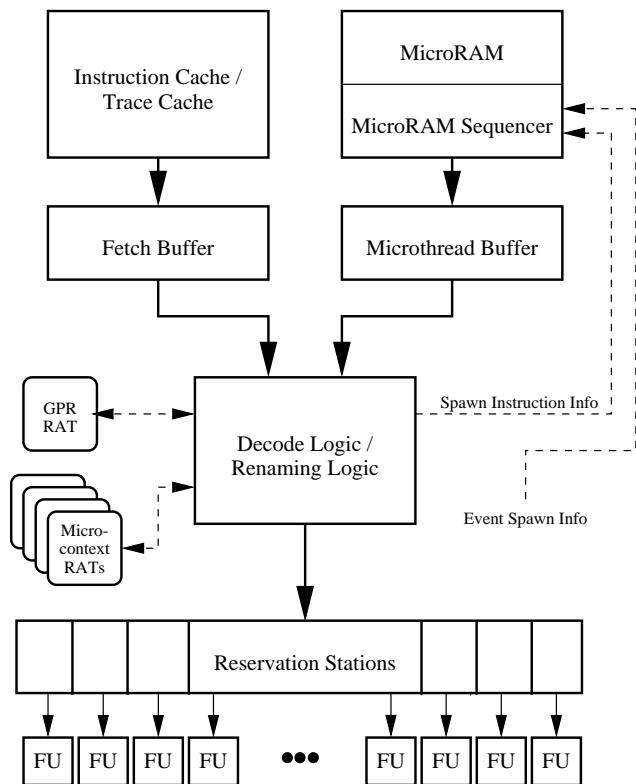 Instruction Cache /
Trace Cache
MicroRAM
MicroRAM Sequencer
Fetch Buffer
Microthread Buffer
GPR
RAT
Decode Logic /
Renaming Logic
Spawn Instruction Info
Event Spawn Info
Micro-
context
RATs
Reservation Stations
FU FU FU FU FU FU FU FU